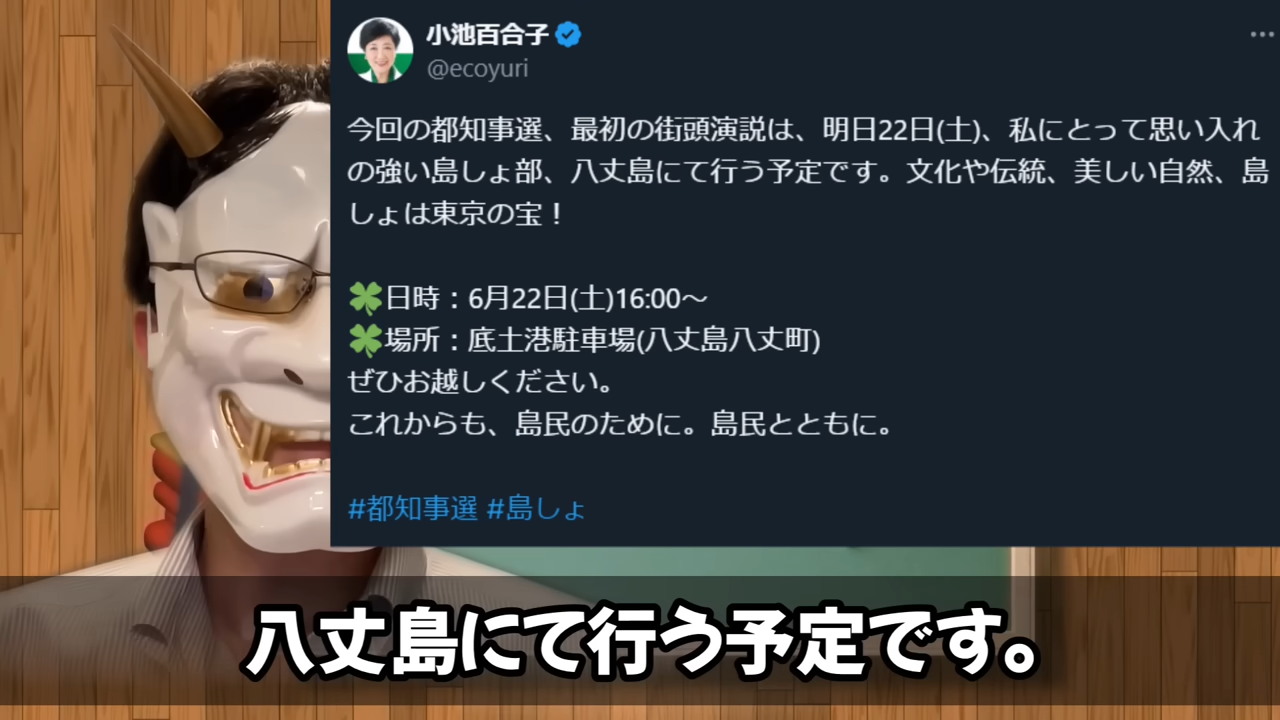 小池百合子
@ecoyuri
今回の都知事選、最初の街頭演説は、明日22日(土)、私にとって思い入れ
の強い島しょ部、八丈島にて行う予定です。文化や伝統、美しい自然、島
しょは東京の宝！
🍀日時：6月22日(土)16:00～
🍀場所：底土港駐車場(八丈島八丈町)
ぜひお越しください。
これからも、島民のために。島民とともに。
#都知事選 #島しょ
八丈島にて行う予定です。